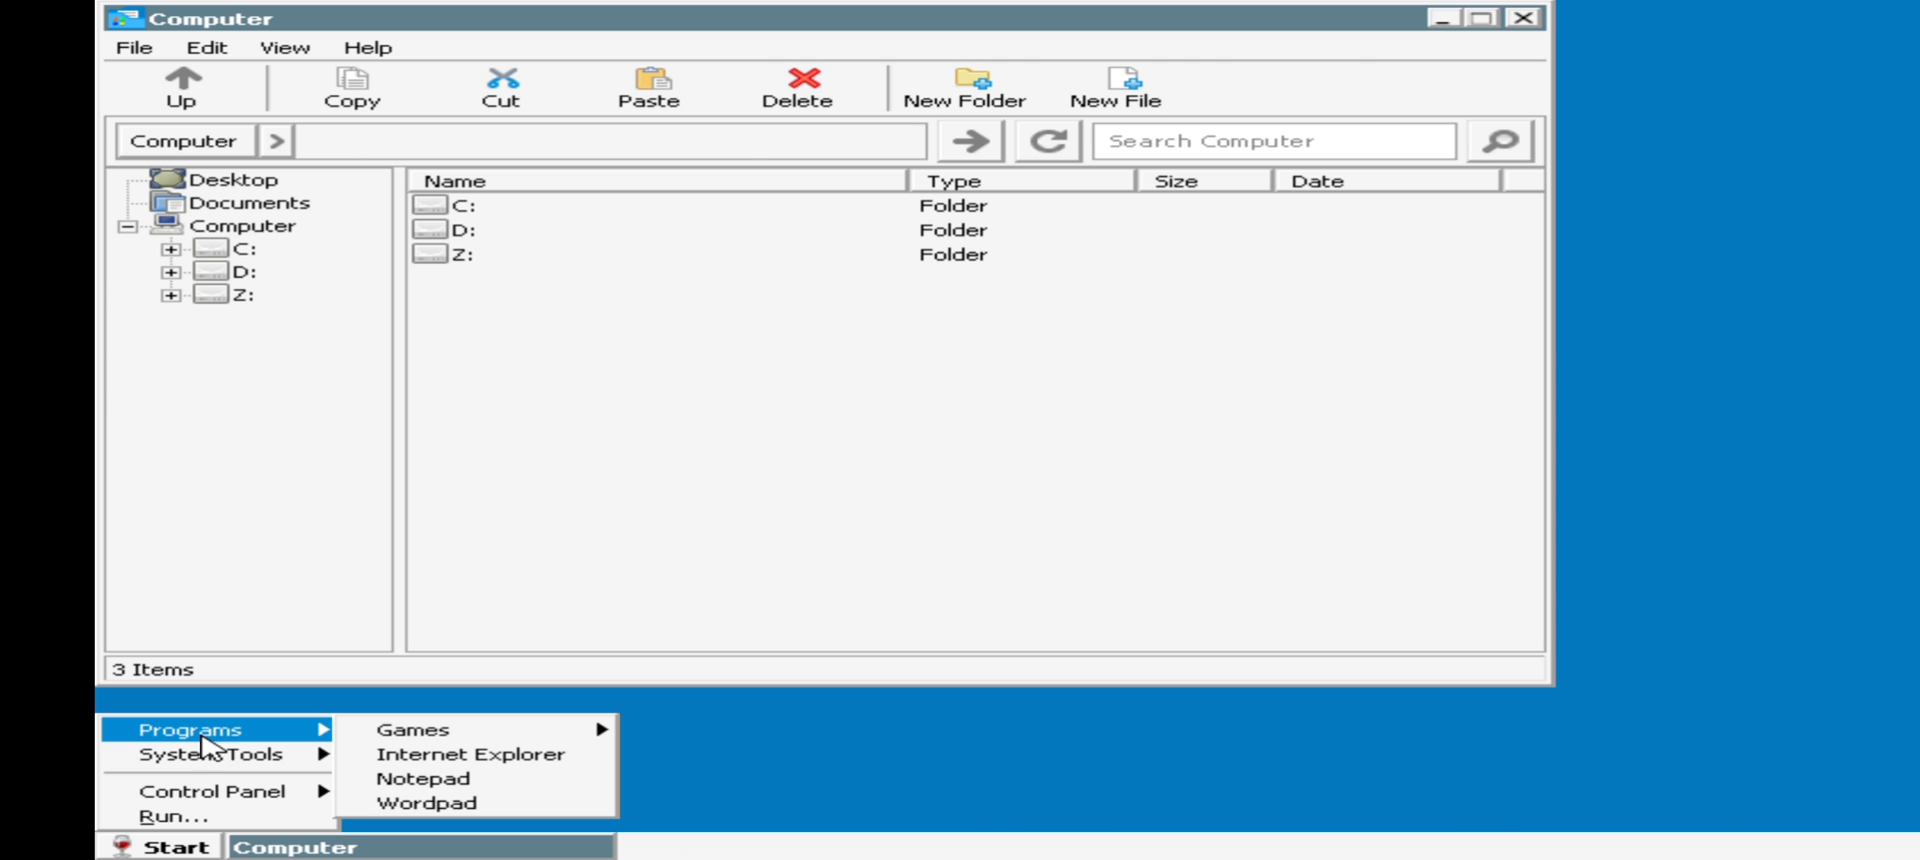 Computer
File Edit View Help
Up Copy Cut Paste Delete New Folder New File
Computer > Search Computer
Desktop
Documents
Computer
C:
D:
Z:
Name Type Size Date
C: Folder
D: Folder
Z: Folder
3 Items
Programs
System Tools
Control Panel
Run...
Games
Internet Explorer
Notepad
Wordpad
Start Computer